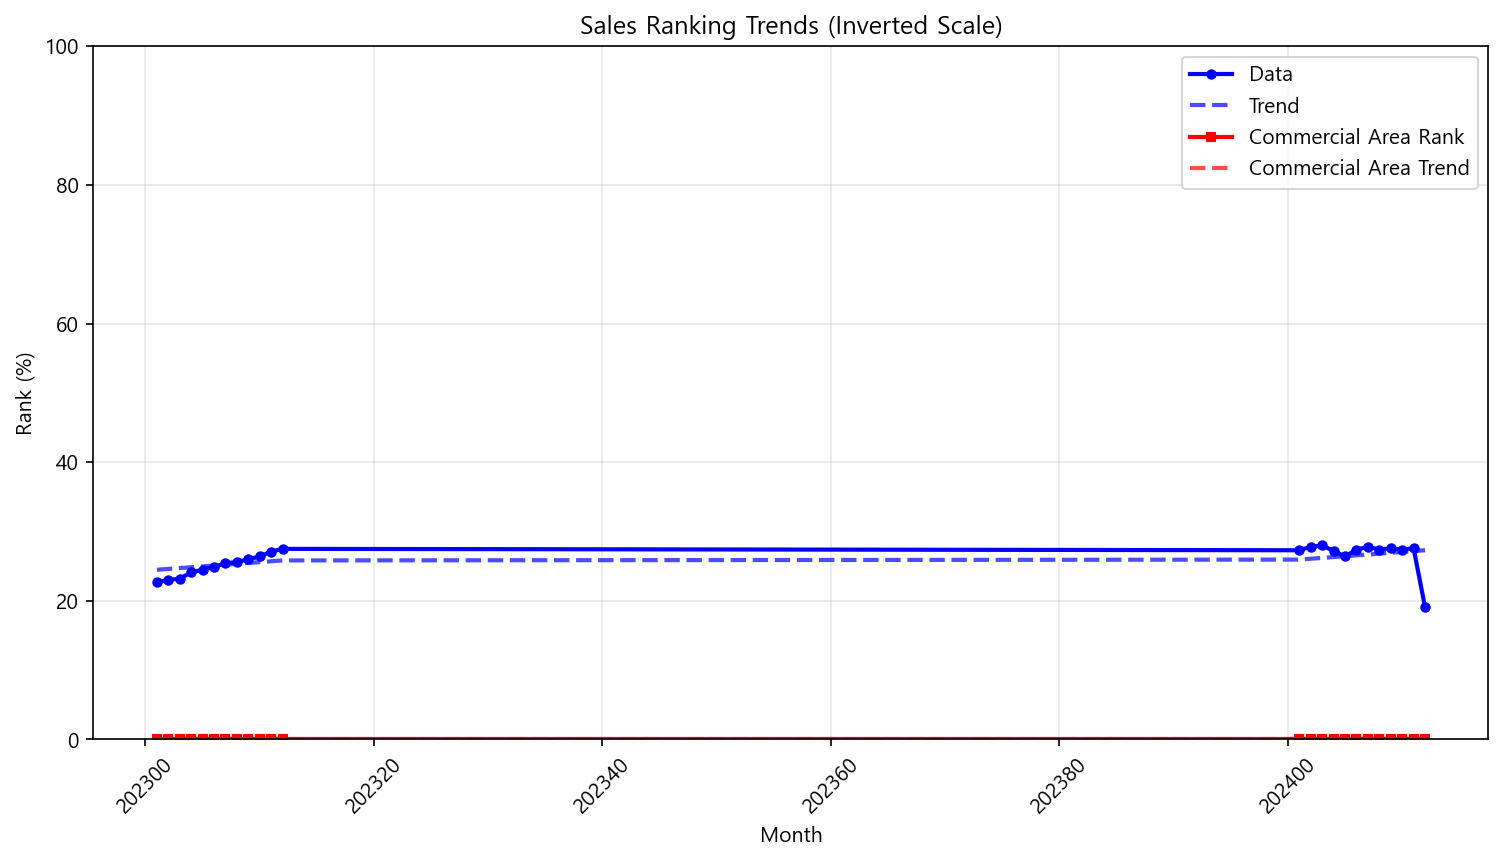 Sales Ranking Trends (Inverted Scale)
Data
Trend
Commercial Area Rank
Commercial Area Trend
Rank (%)
100
80
60
40
20
0
202300
202320
202340
202360
202380
202400
Month